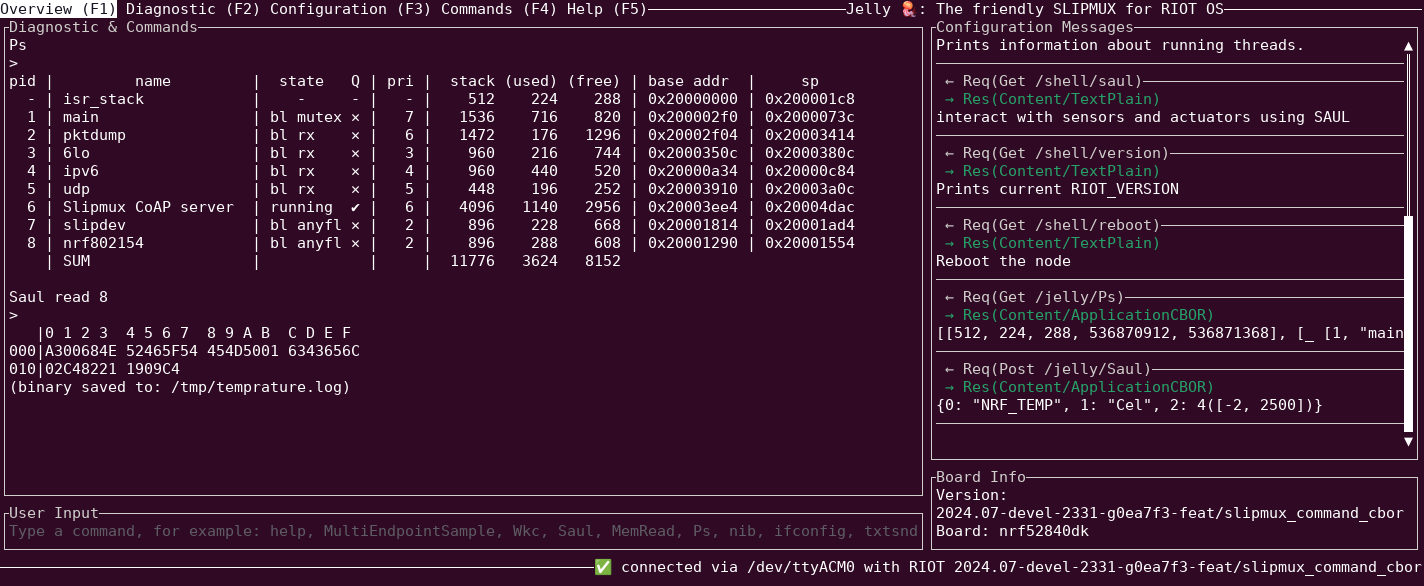 Overview (F1) Diagnostic (F2) Configuration (F3) Commands (F4) Help (F5) Jelly 🪼: The friendly SLIPMUX for RIOT OS
Diagnostic & Commands
Ps
>
pid | name | state Q | pri | stack (used) (free) | base addr | sp
- | isr_stack | - - | - | 512 224 288 | 0x20000000 | 0x200001c8
1 | main | bl mutex × | 7 | 1536 716 820 | 0x200002f0 | 0x2000073c
2 | pktdump | bl rx × | 6 | 1472 176 1296 | 0x20002f04 | 0x20003414
3 | 6lo | bl rx × | 3 | 960 216 744 | 0x2000350c | 0x2000380c
4 | ipv6 | bl rx × | 4 | 960 440 520 | 0x20000a34 | 0x20000c84
5 | udp | bl rx × | 5 | 448 196 252 | 0x20003910 | 0x20003a0c
6 | Slipmux CoAP server | running ✔ | 6 | 4096 1140 2956 | 0x20003ee4 | 0x20004dac
7 | slipdev | bl anyfl × | 2 | 896 228 668 | 0x20001814 | 0x20001ad4
8 | nrf802154 | bl anyfl × | 2 | 896 288 608 | 0x20001290 | 0x20001554
| SUM | | | 11776 3624 8152
Saul read 8
>
|0 1 2 3 4 5 6 7 8 9 A B C D E F
000|A300684E 52465F54 454D5001 6343656C
010|02C48221 1909C4
(binary saved to: /tmp/temprature.log)
User Input
Type a command, for example: help, MultiEndpointSample, Wkc, Saul, MemRead, Ps, nib, ifconfig, txtsnd
Configuration Messages
Prints information about running threads.
← Req(Get /shell/saul)
→ Res(Content/TextPlain)
interact with sensors and actuators using SAUL
← Req(Get /shell/version)
→ Res(Content/TextPlain)
Prints current RIOT_VERSION
← Req(Get /shell/reboot)
→ Res(Content/TextPlain)
Reboot the node
← Req(Get /jelly/Ps)
→ Res(Content/ApplicationCBOR)
[[512, 224, 288, 536870912, 536871368], [_ [1, "main
← Req(Post /jelly/Saul)
→ Res(Content/ApplicationCBOR)
{0: "NRF_TEMP", 1: "Cel", 2: 4([-2, 2500])}
Board Info
Version:
2024.07-devel-2331-g0ea7f3-feat/slipmux_command_cbor
Board: nrf52840dk
✅ connected via /dev/ttyACM0 with RIOT 2024.07-devel-2331-g0ea7f3-feat/slipmux_command_cbor